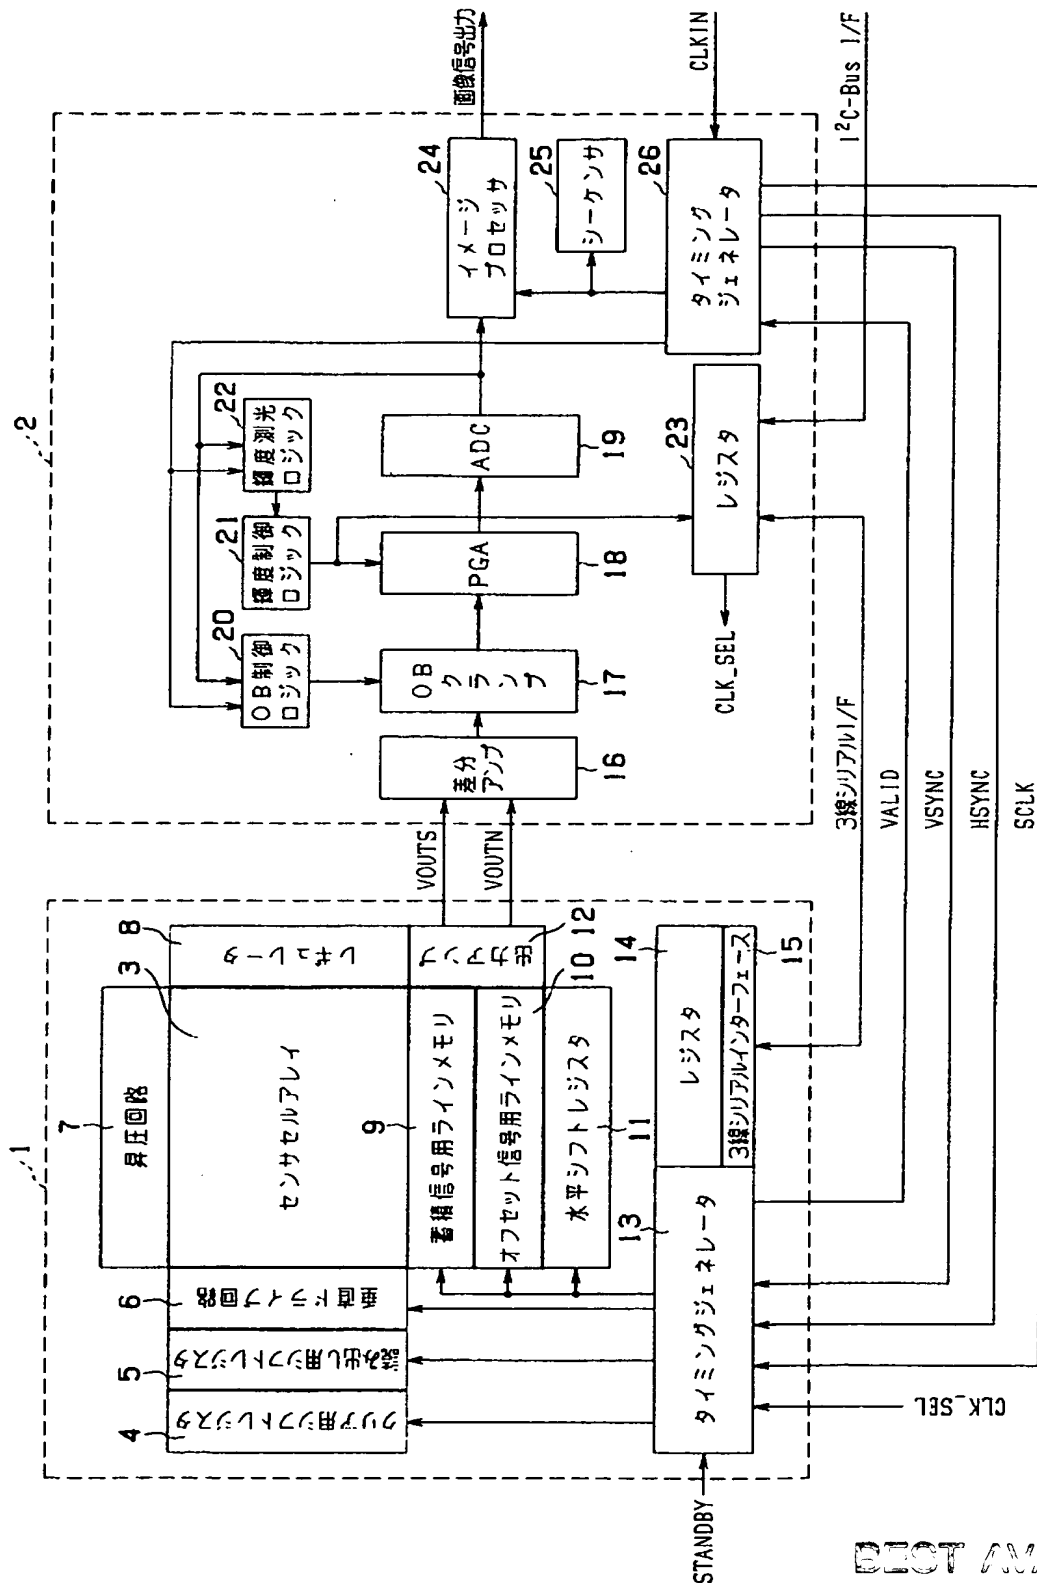 1
7
昇圧回路
3
センサセルアレイ
8
レギュレータ
6
垂直ドライブ回路
5
読み出し用シフトレジスタ
4
クリア用シフトレジスタ
9
蓄積信号用ラインメモリ
10
オフセット信号用ラインメモリ
11
水平シフトレジスタ
12
出力アンプ
13
タイミングジェネレータ
14
レジスタ
15
3線シリアルインターフェース
STANDBY
CLK_SEL
VOUTS
VOUTN
2
16
差分
アンプ
17
OB
クランプ
18
PGA
19
ADC
20
OB制御
ロジック
21
輝度制御
ロジック
22
輝度測光
ロジック
23
レジスタ
CLK_SEL
24
イメージ
プロセッサ
25
シーケンサ
26
タイミング
ジェネレータ
画像信号出力
CLKIN
I²C-Bus I/F
3線シリアルI/F
VALID
VSYNC
HSYNC
SCLK
BEST AVA